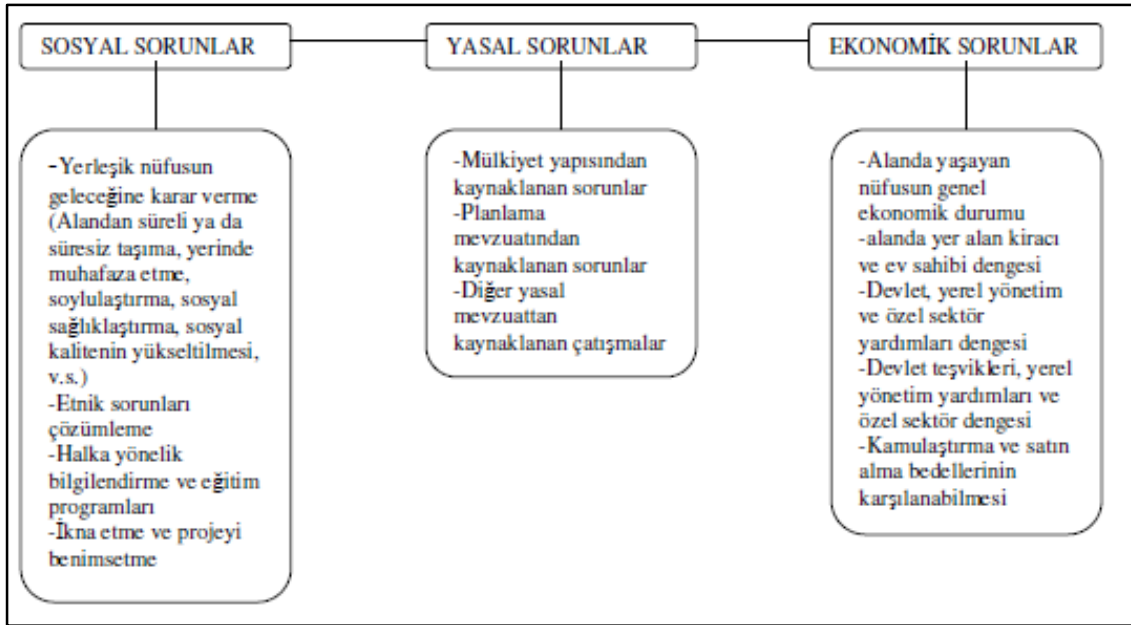 SOSYAL SORUNLAR
-Yerleşik nüfusun
geleceğine karar verme
(Alandan süreli ya da
süresiz taşıma, yerinde
muhafaza etme,
soylulaştırma, sosyal
sağlıklaştırma, sosyal
kalitenin yükseltilmesi,
v.s.)
-Etnik sorunları
çözümleme
-Halka yönelik
bilgilendirme ve eğitim
programları
-İkna etme ve projeyi
benimsetme
YASAL SORUNLAR
-Mülkiyet yapısından
kaynaklanan sorunlar
-Planlama
mevzuatından
kaynaklanan sorunlar
-Diğer yasal
mevzuattan
kaynaklanan çatışmalar
EKONOMİK SORUNLAR
-Alanda yaşayan
nüfusun genel
ekonomik durumu
-alanda yer alan kiracı
ve ev sahibi dengesi
-Devlet, yerel yönetim
ve özel sektör
yardımları dengesi
-Devlet teşvikleri, yerel
yönetim yardımları ve
özel sektör dengesi
-Kamulaştırma ve satın
alma bedellerinin
karşılanabilmesi